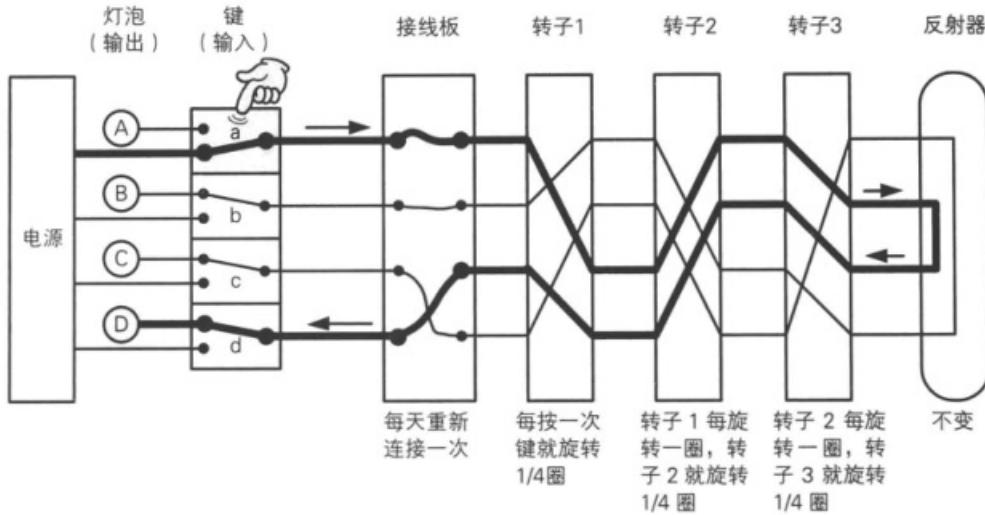 灯泡
（输出）
键
（输入）
接线板
转子1
转子2
转子3
反射器
电源
A
a
B
b
C
c
D
d
每天重新
连接一次
每按一次
键就旋转
1/4圈
转子 1 每旋
转一圈，转
子 2 就旋转
1/4 圈
转子 2 每旋
转一圈，转
子 3 就旋转
1/4 圈
不变